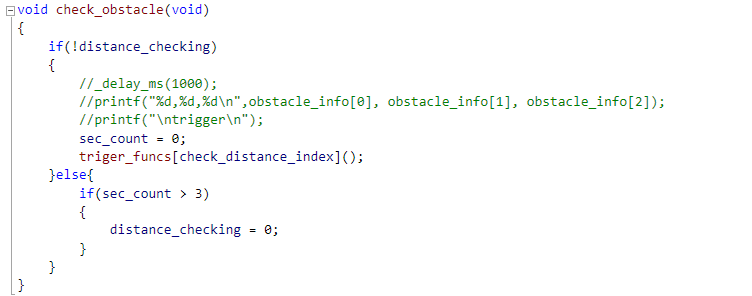 void check_obstacle(void)
{
    if(!distance_checking)
    {
        //_delay_ms(1000);
        //printf("%d,%d,%d\n",obstacle_info[0], obstacle_info[1], obstacle_info[2]);
        //printf("\ntrigger\n");
        sec_count = 0;
        triger_funcs[check_distance_index]();
    }else{
        if(sec_count > 3)
        {
            distance_checking = 0;
        }
    }
}